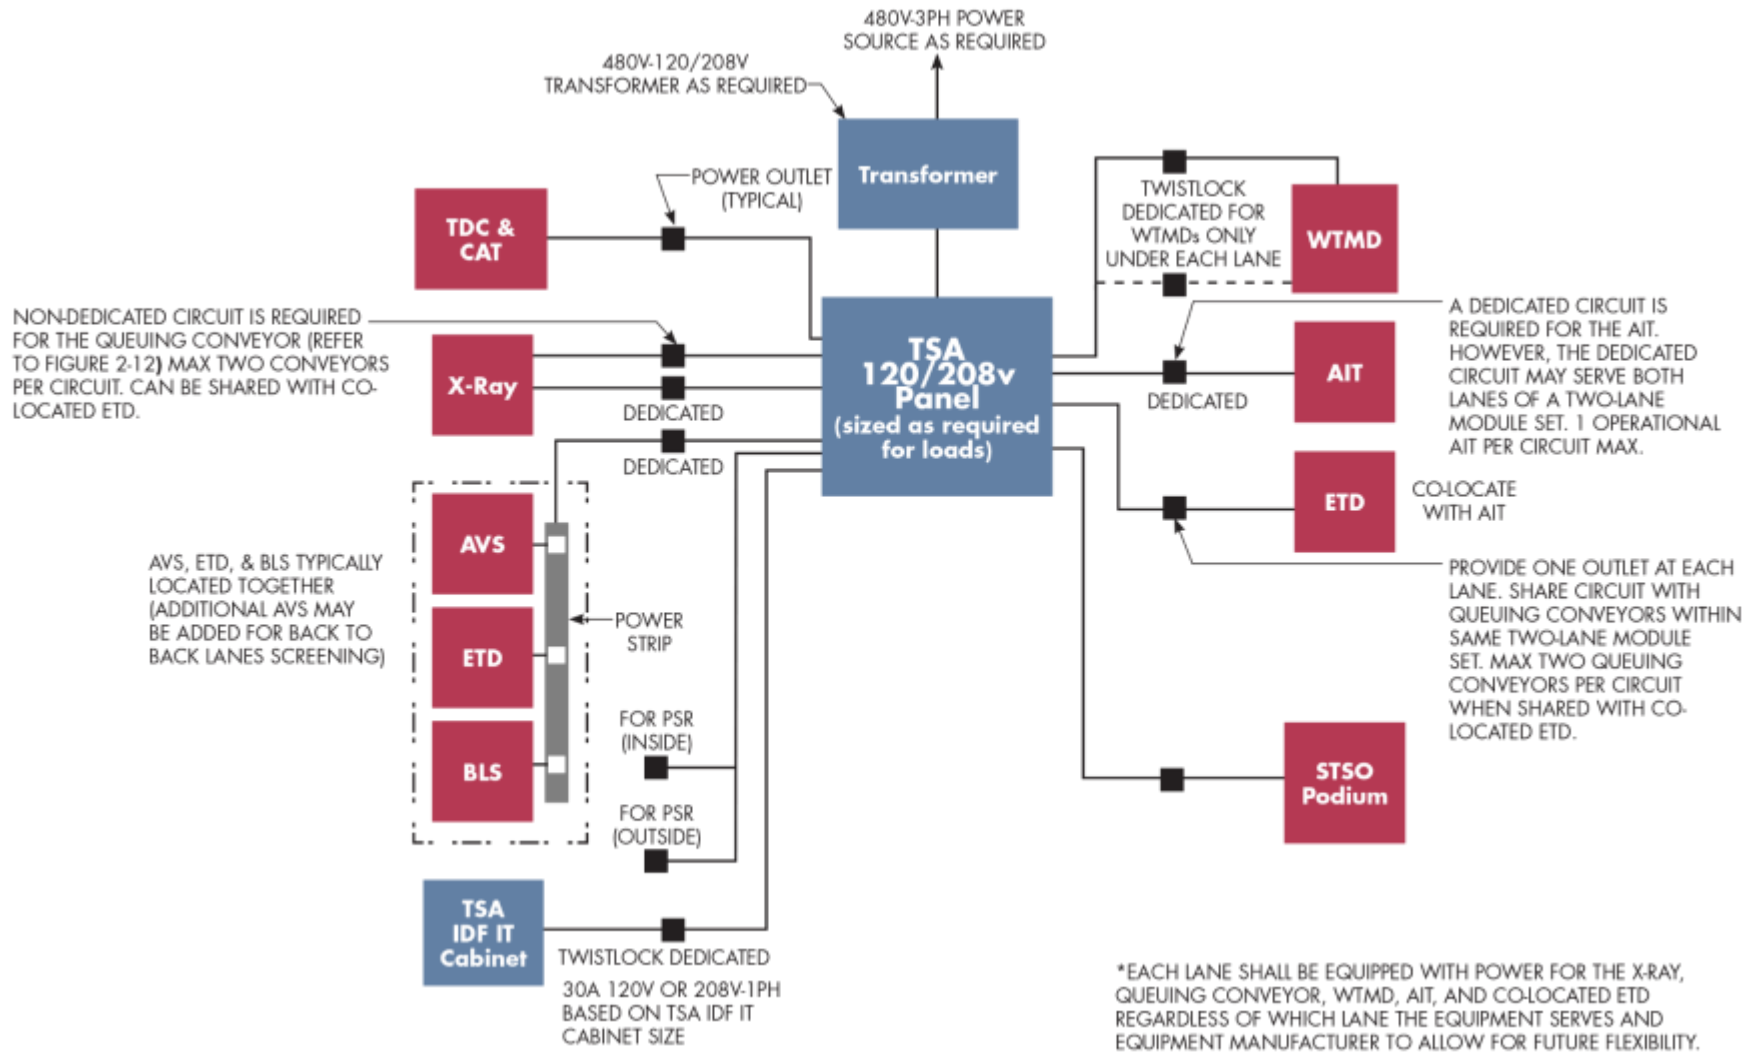 480V-3PH POWER
SOURCE AS REQUIRED
480V-120/208V
TRANSFORMER AS REQUIRED
Transformer
POWER OUTLET
(TYPICAL)
TDC &
CAT
TWISTLOCK
DEDICATED FOR
WTMDs ONLY
UNDER EACH LANE
WTMD
NON-DEDICATED CIRCUIT IS REQUIRED
FOR THE QUEUING CONVEYOR (REFER
TO FIGURE 2-12) MAX TWO CONVEYORS
PER CIRCUIT. CAN BE SHARED WITH CO-
LOCATED ETD.
X-Ray
DEDICATED
DEDICATED
TSA
120/208v
Panel
(sized as required
for loads)
DEDICATED
AIT
A DEDICATED CIRCUIT IS
REQUIRED FOR THE AIT.
HOWEVER, THE DEDICATED
CIRCUIT MAY SERVE BOTH
LANES OF A TWO-LANE
MODULE SET. 1 OPERATIONAL
AIT PER CIRCUIT MAX.
ETD
CO-LOCATE
WITH AIT
AVS, ETD, & BLS TYPICALLY
LOCATED TOGETHER
(ADDITIONAL AVS MAY
BE ADDED FOR BACK TO
BACK LANES SCREENING)
AVS
ETD
BLS
POWER
STRIP
PROVIDE ONE OUTLET AT EACH
LANE. SHARE CIRCUIT WITH
QUEUING CONVEYORS WITHIN
SAME TWO-LANE MODULE
SET. MAX TWO QUEUING
CONVEYORS PER CIRCUIT
WHEN SHARED WITH CO-
LOCATED ETD.
FOR PSR
(INSIDE)
FOR PSR
(OUTSIDE)
STSO
Podium
TSA
IDF IT
Cabinet
TWISTLOCK DEDICATED
30A 120V OR 208V-1PH
BASED ON TSA IDF IT
CABINET SIZE
*EACH LANE SHALL BE EQUIPPED WITH POWER FOR THE X-RAY,
QUEUING CONVEYOR, WTMD, AIT, AND CO-LOCATED ETD
REGARDLESS OF WHICH LANE THE EQUIPMENT SERVES AND
EQUIPMENT MANUFACTURER TO ALLOW FOR FUTURE FLEXIBILITY.